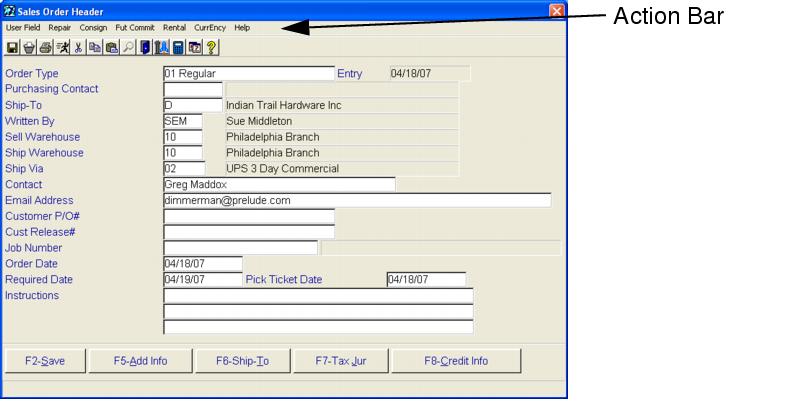 Sales Order Header
Action Bar
User Field Repair Consign Fut Commit Rental CurrEncy Help
Order Type 01 Regular Entry 04/18/07
Purchasing Contact
Ship-To D Indian Trail Hardware Inc
Written By SEM Sue Middleton
Sell Warehouse 10 Philadelphia Branch
Ship Warehouse 10 Philadelphia Branch
Ship Via 02 UPS 3 Day Commercial
Contact Greg Maddox
Email Address dimmerman@prelude.com
Customer P/O#
Cust Release#
Job Number
Order Date 04/18/07
Required Date 04/19/07 Pick Ticket Date 04/18/07
Instructions
F2-Save F5-Add Info F6-Ship-To F7-Tax Jur F8-Credit Info